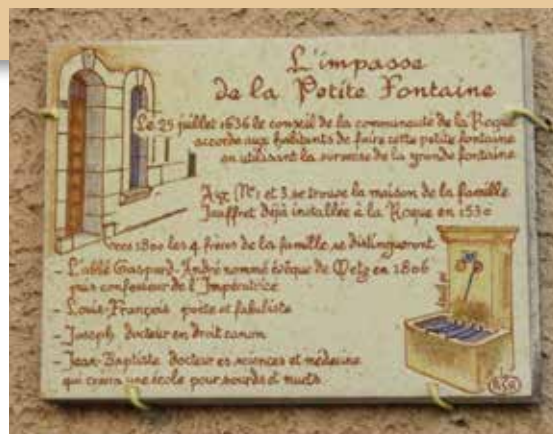 L'impasse
de la Petite Fontaine
Le 25 juillet 1636 le conseil de la communauté de la Roque
accorde aux habitants de faire cette petite fontaine
en utilisant la surverse de la grande fontaine
Aux Nos 1 et 3 se trouve la maison de la famille
Jauffret déjà installée à la Roque en 1530
vers 1800 les 4 frères de la famille se distingueront
- L'abbé Gaspard-André nommé évêque de Metz en 1806
puis confesseur de l'Impératrice
- Louis-François poète et fabuliste
- Joseph docteur en droit canon
- Jean-Baptiste docteur es sciences et médecine
qui créera une école pour sourds et muets